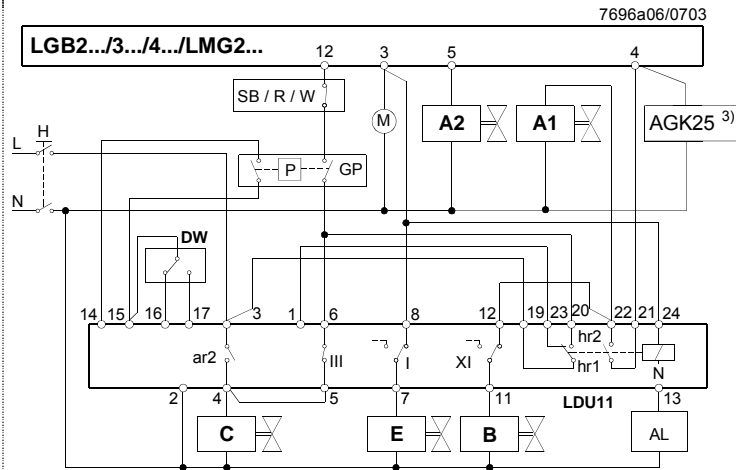 7696a06/0703
LGB2.../3.../4.../LMG2...
12 3 5 4
SB / R / W
M A2 A1 AGK25 3)
H
L
P GP
N
DW
14 15 16 17 3 1 6 8 12 19 23 20 22 21 24
ar2 III I XI hr2 hr1 N
2 4 5 7 11 LDU11 13
C E B AL